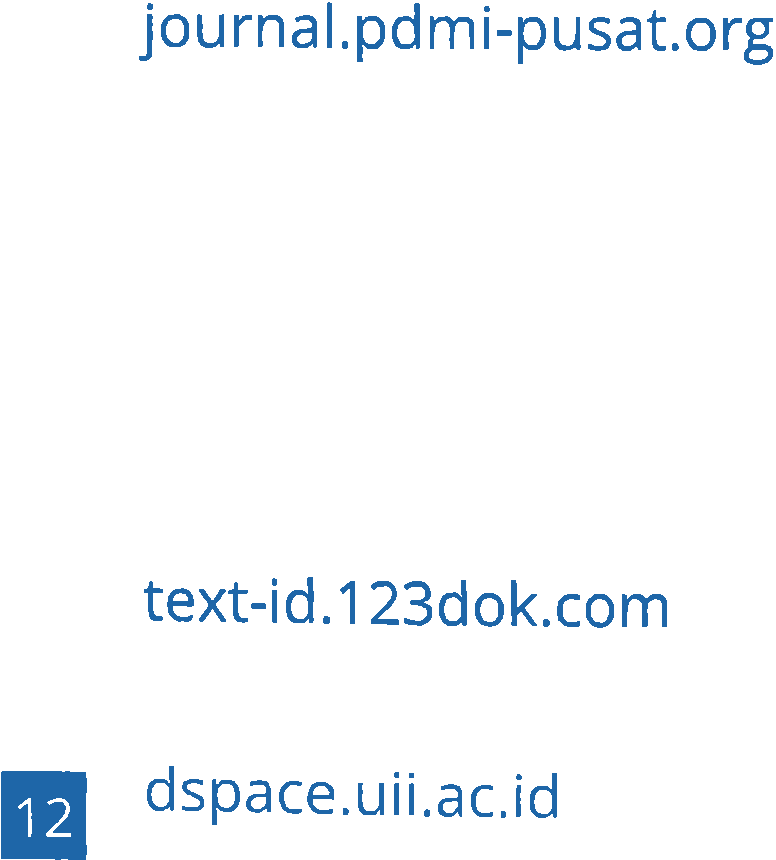 journal.pdmi-pusat.org
text-id.123dok.com
12 dspace.uii.ac.id